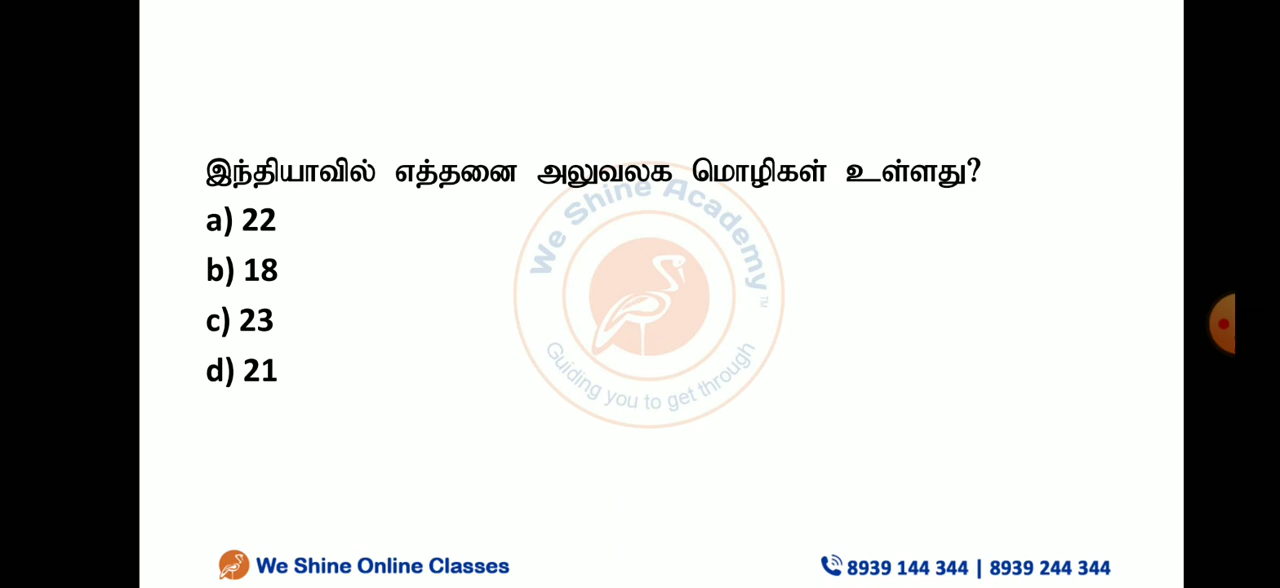 இந்தியாவில் எத்தனை அலுவலக மொழிகள் உள்ளது?
a) 22
b) 18
c) 23
d) 21
We Shine Academy
TM
Guiding you to get through
We Shine Online Classes
8939 144 344 | 8939 244 344